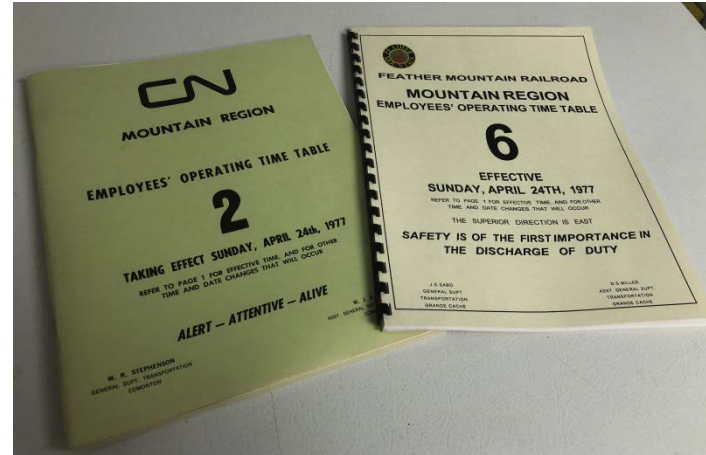 CN
MOUNTAIN REGION
EMPLOYEES' OPERATING TIME TABLE
2
TAKING EFFECT SUNDAY, APRIL 24th, 1977
REFER TO PAGE 1 FOR EFFECTIVE TIME, AND FOR OTHER
TIME AND DATE CHANGES THAT WILL OCCUR
ALERT – ATTENTIVE – ALIVE
W. R. STEPHENSON
GENERAL SUPT. TRANSPORTATION
EDMONTON
W.
ASST. GENERAL
FEATHER MOUNTAIN RAILROAD
MOUNTAIN REGION
EMPLOYEES' OPERATING TIME TABLE
6
EFFECTIVE
SUNDAY, APRIL 24TH, 1977
REFER TO PAGE 1 FOR EFFECTIVE TIME, AND FOR OTHER
TIME AND DATE CHANGES THAT WILL OCCUR
THE SUPERIOR DIRECTION IS EAST
SAFETY IS OF THE FIRST IMPORTANCE IN
THE DISCHARGE OF DUTY
J.S.SABO
GENERAL SUPT
TRANSPORTATION
GRANDE CACHE
D.S.MILLER
ASST. GENERAL SUPT
TRANSPORTATION
GRANDE CACHE